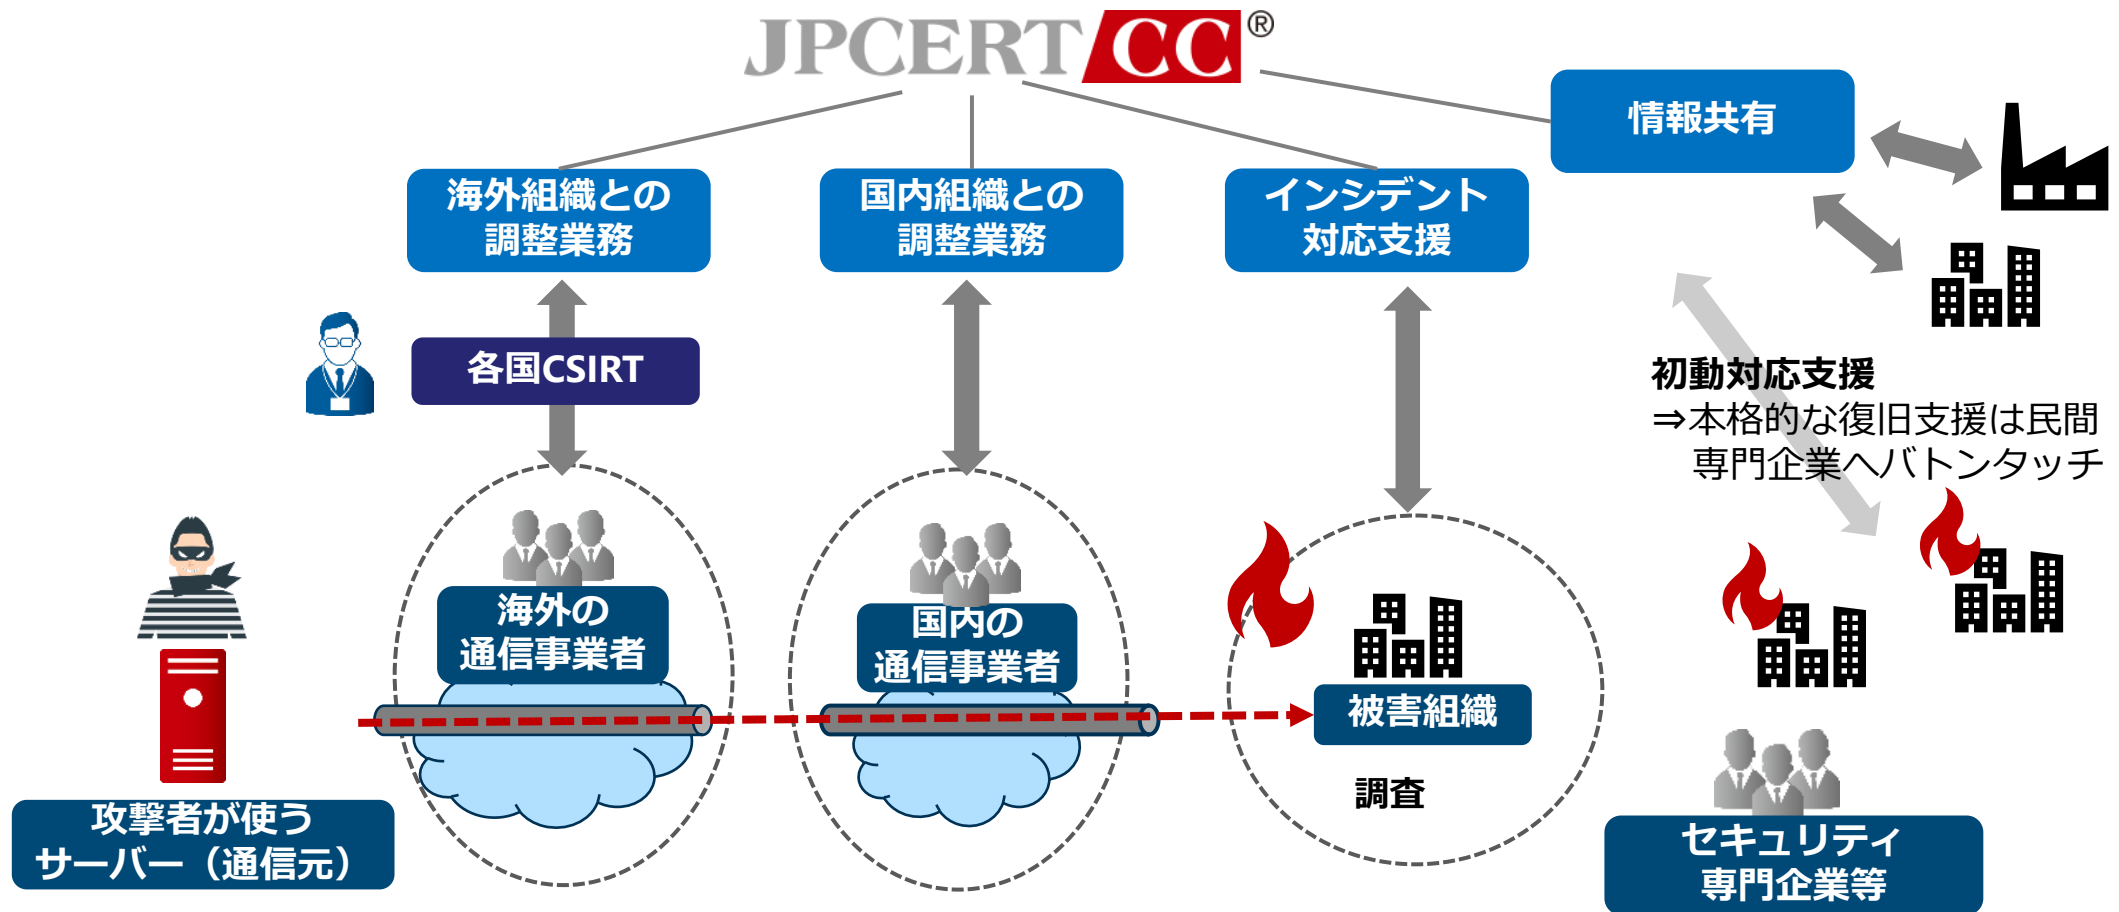 JPCERT CC®
情報共有
海外組織との
調整業務
国内組織との
調整業務
インシデント
対応支援
各国CSIRT
初動対応支援
⇒本格的な復旧支援は民間
専門企業へバトンタッチ
海外の
通信事業者
国内の
通信事業者
被害組織
調査
攻撃者が使う
サーバー（通信元）
セキュリティ
専門企業等